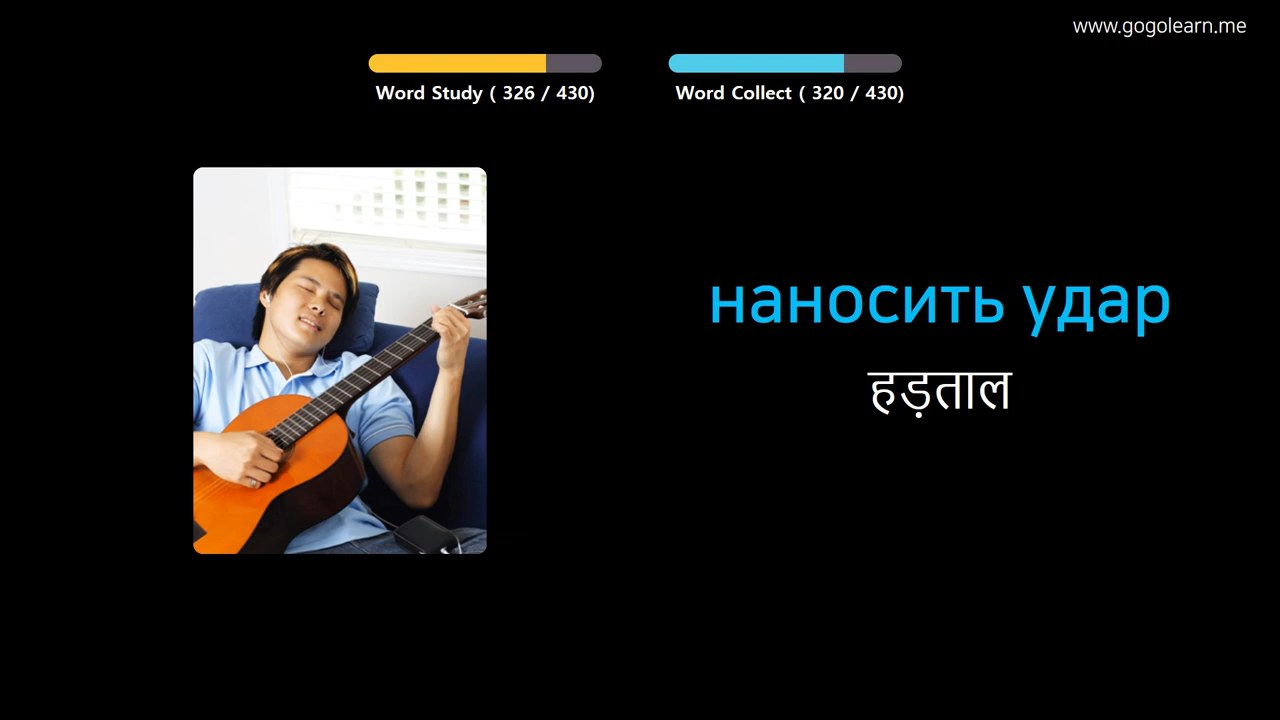 www.gogolearn.me
Word Study ( 326 / 430)
Word Collect ( 320 / 430)
наносить удар
हड़ताल